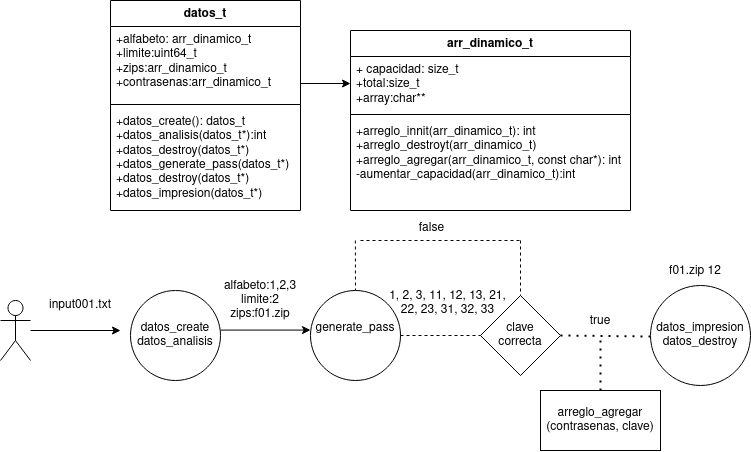 datos_t
+alfabeto: arr_dinamico_t
+limite:uint64_t
+zips:arr_dinamico_t
+contrasenas:arr_dinamico_t
+datos_create(): datos_t
+datos_analisis(datos_t*):int
+datos_destroy(datos_t*)
+datos_generate_pass(datos_t*)
+datos_destroy(datos_t*)
+datos_impresion(datos_t*)
arr_dinamico_t
+ capacidad: size_t
+total:size_t
+array:char**
+arreglo_innit(arr_dinamico_t): int
+arreglo_destroyt(arr_dinamico_t)
+arreglo_agregar(arr_dinamico_t, const char*): int
-aumentar_capacidad(arr_dinamico_t):int
input001.txt
datos_create
datos_analisis
alfabeto:1,2,3
limite:2
zips:f01.zip
generate_pass
false
1, 2, 3, 11, 12, 13, 21,
22, 23, 31, 32, 33
clave
correcta
true
arreglo_agregar
(contrasenas, clave)
f01.zip 12
datos_impresion
datos_destroy